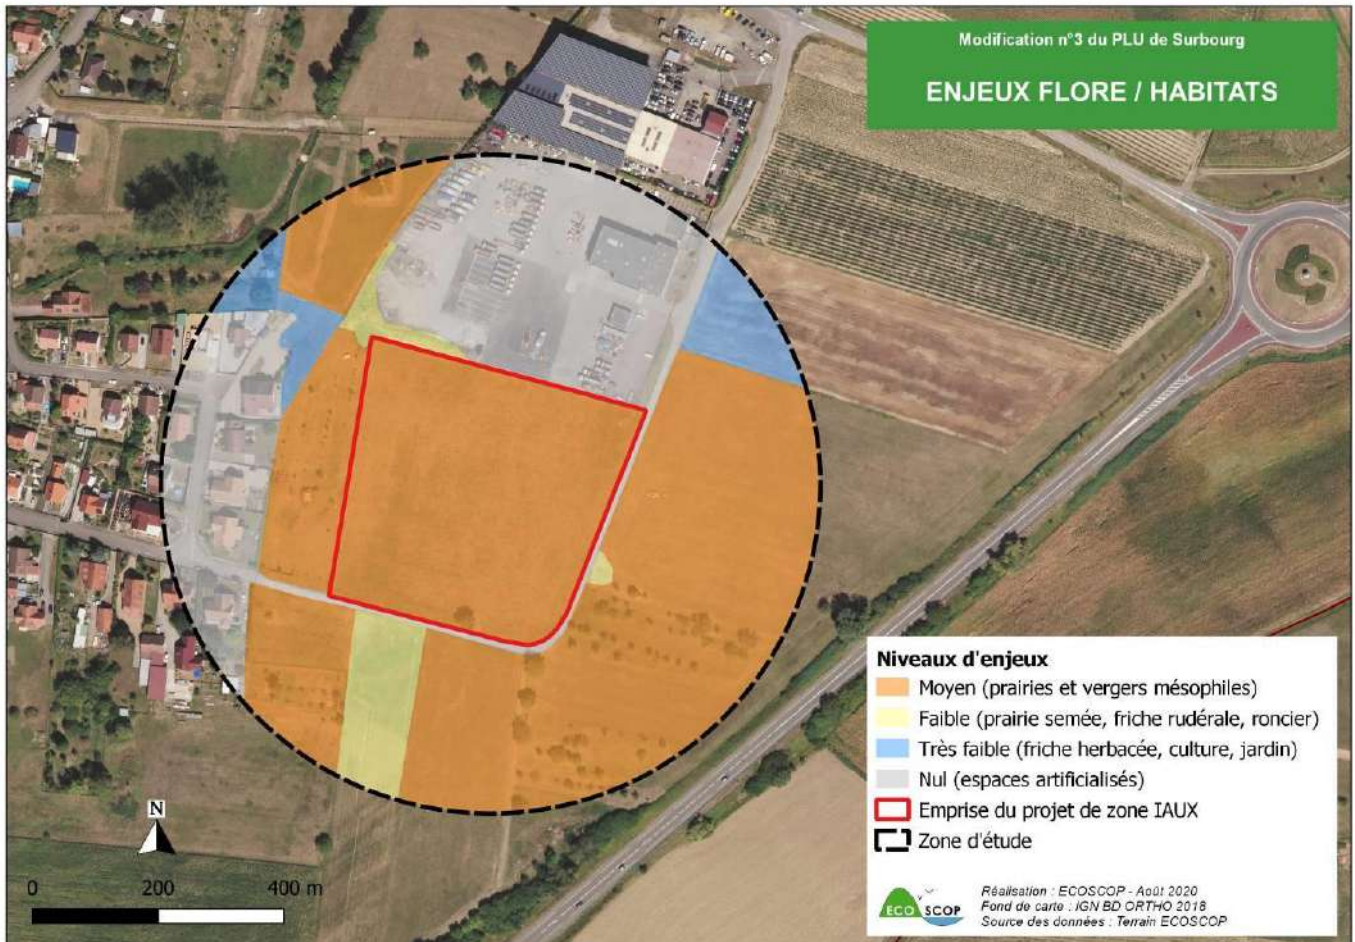 Modification n°3 du PLU de Surbourg
ENJEUX FLORE / HABITATS
Niveaux d'enjeux
Moyen (prairies et vergers mésophiles)
Faible (prairie semée, friche rudérale, roncier)
Très faible (friche herbacée, culture, jardin)
Nul (espaces artificialisés)
Emprise du projet de zone IAUX
Zone d'étude
N
0 200 400 m
ECO SCOP
Réalisation : ECOSCOP - Août 2020
Fond de carte : IGN BD ORTHO 2018
Source des données : Terrain ECOSCOP